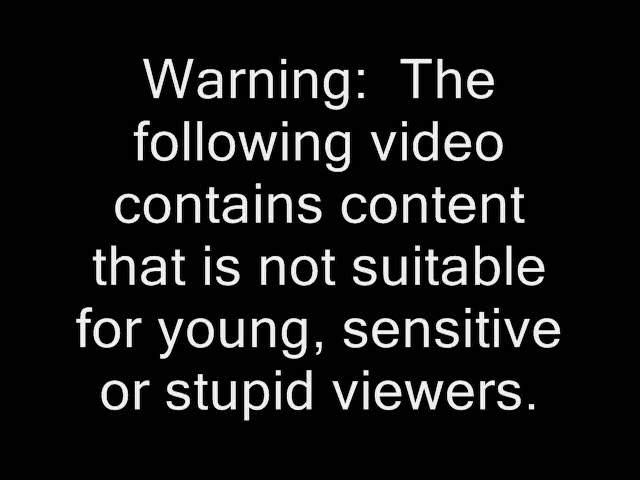 Warning:  The
following video
contains content
that is not suitable
for young, sensitive
or stupid viewers.